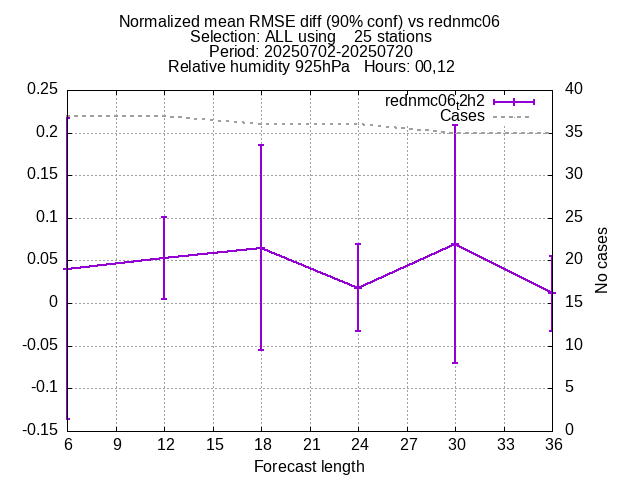 Normalized mean RMSE diff (90% conf) vs rednmc06
Selection: ALL using    25 stations
Period: 20250702-20250720
Relative humidity 925hPa   Hours: 00,12
rednmc06,2h2
Cases
0.25
0.2
0.15
0.1
0.05
0
-0.05
-0.1
-0.15
40
35
30
25
20
15
10
5
0
No cases
6 9 12 15 18 21 24 27 30 33 36
Forecast length